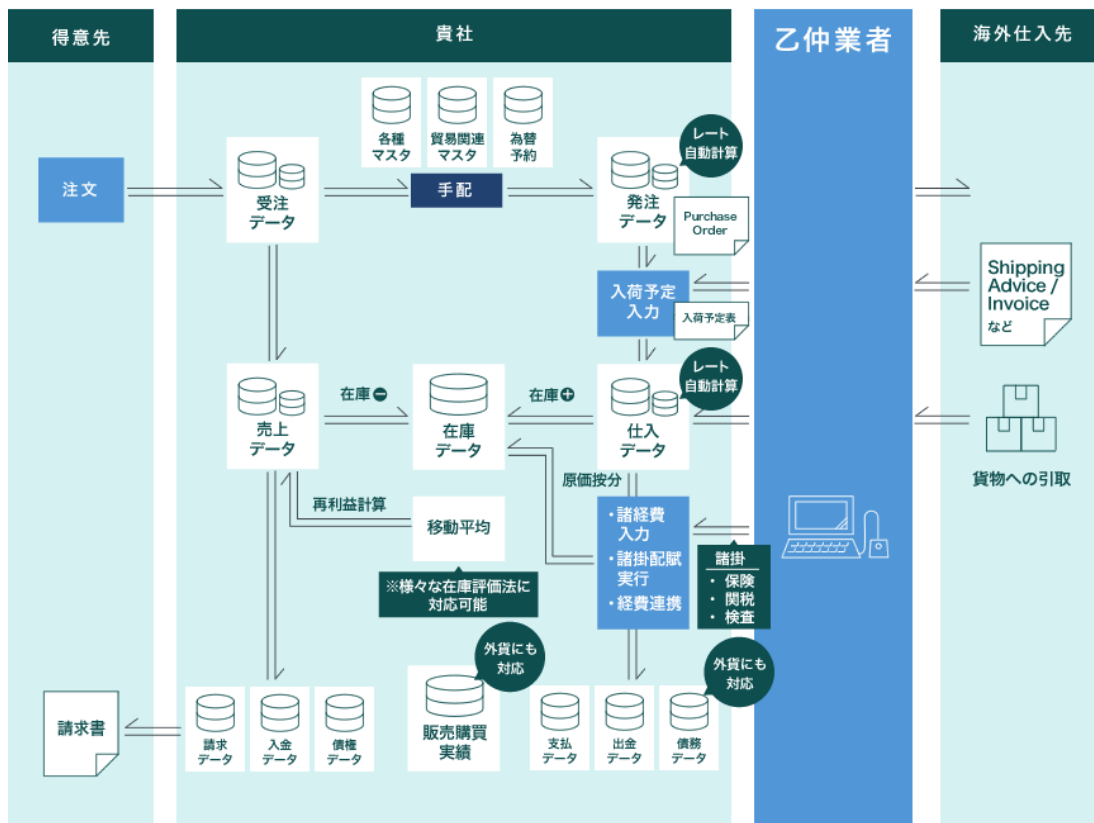 得意先
貴社
乙仲業者
海外仕入先
各種
マスタ
貿易関連
マスタ
為替
予約
レート
自動計算
注文
受注
データ
手配
発注
データ
Purchase
Order
入荷予定
入力
入荷予定表
Shipping
Advice /
Invoice
など
レート
自動計算
売上
データ
在庫⊖
在庫
データ
在庫⊕
仕入
データ
貨物への引取
原価按分
再利益計算
移動平均
※様々な在庫評価法に
対応可能
・諸経費
入力
・諸掛配賦
実行
・経費連携
諸掛
・ 保険
・ 関税
・ 検査
外貨にも
対応
外貨にも
対応
請求書
請求
データ
入金
データ
債権
データ
販売購買
実績
支払
データ
出金
データ
債務
データ